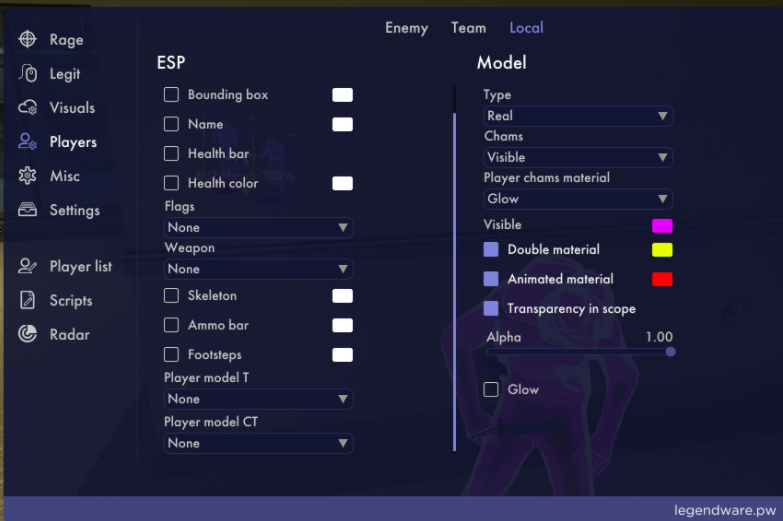 Enemy Team Local
Rage
Legit
Visuals
Players
Misc
Settings
Player list
Scripts
Radar
ESP
Bounding box
Name
Health bar
Health color
Flags
None
Weapon
None
Skeleton
Ammo bar
Footsteps
Player model T
None
Player model CT
None
Model
Type
Real
Chams
Visible
Player chams material
Glow
Visible
Double material
Animated material
Transparency in scope
Alpha 1.00
Glow
legendware.pw